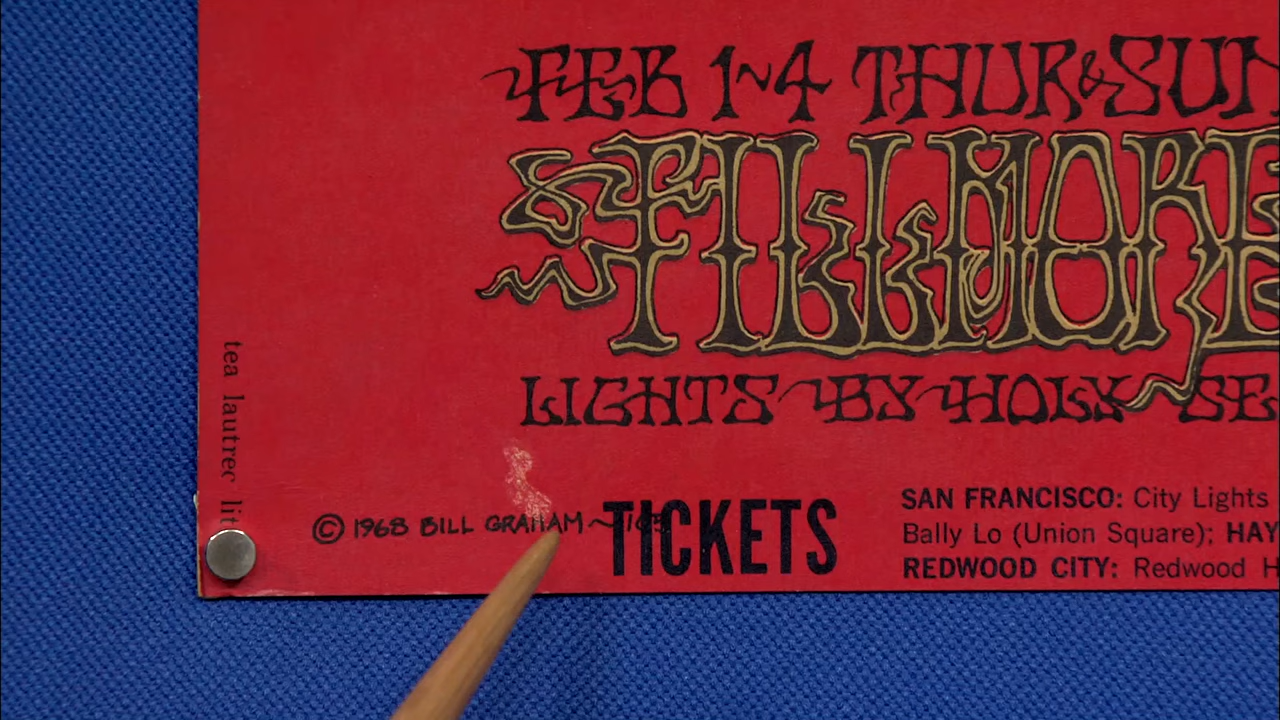 FEB 1~4 THUR & SUN
FILLMORE
LIGHTS BY HOLY SE
tea lautrec lit
© 1968 BILL GRAHAM ~
TICKETS
SAN FRANCISCO: City Lights
Bally Lo (Union Square); HAY
REDWOOD CITY: Redwood H